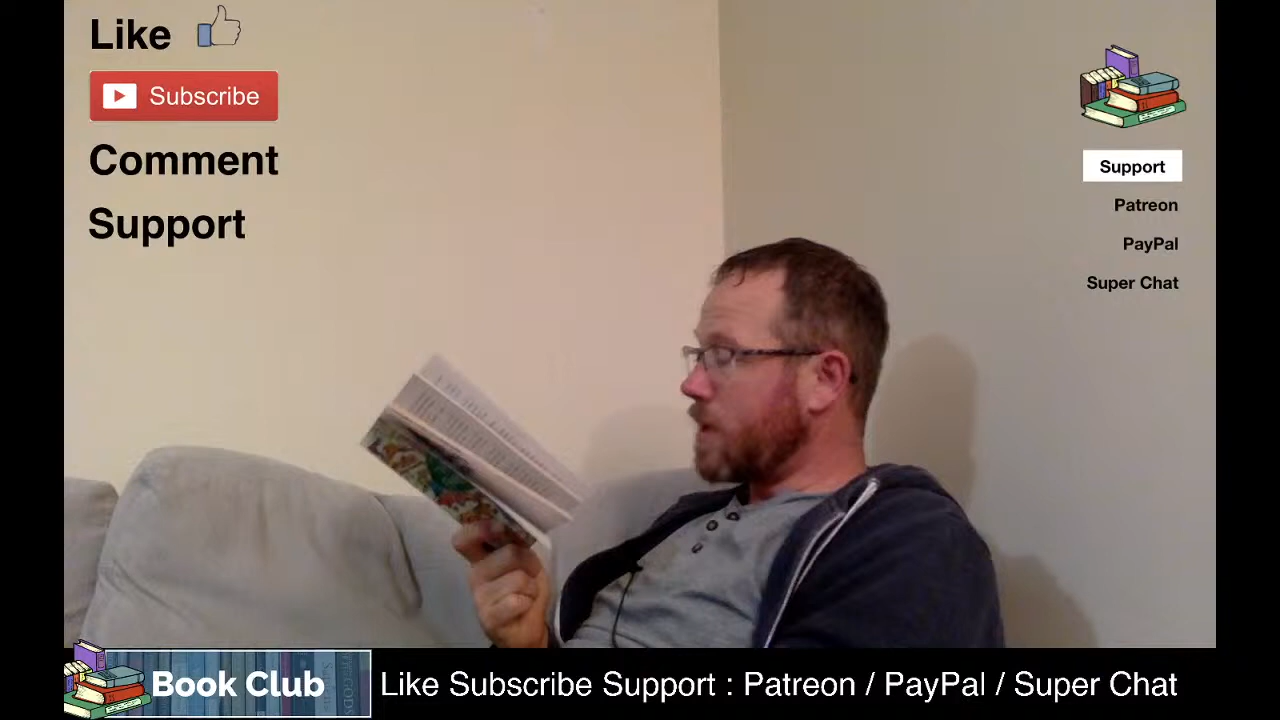 Like
Subscribe
Comment
Support
Support
Patreon
PayPal
Super Chat
Book Club
Like Subscribe Support : Patreon / PayPal / Super Chat